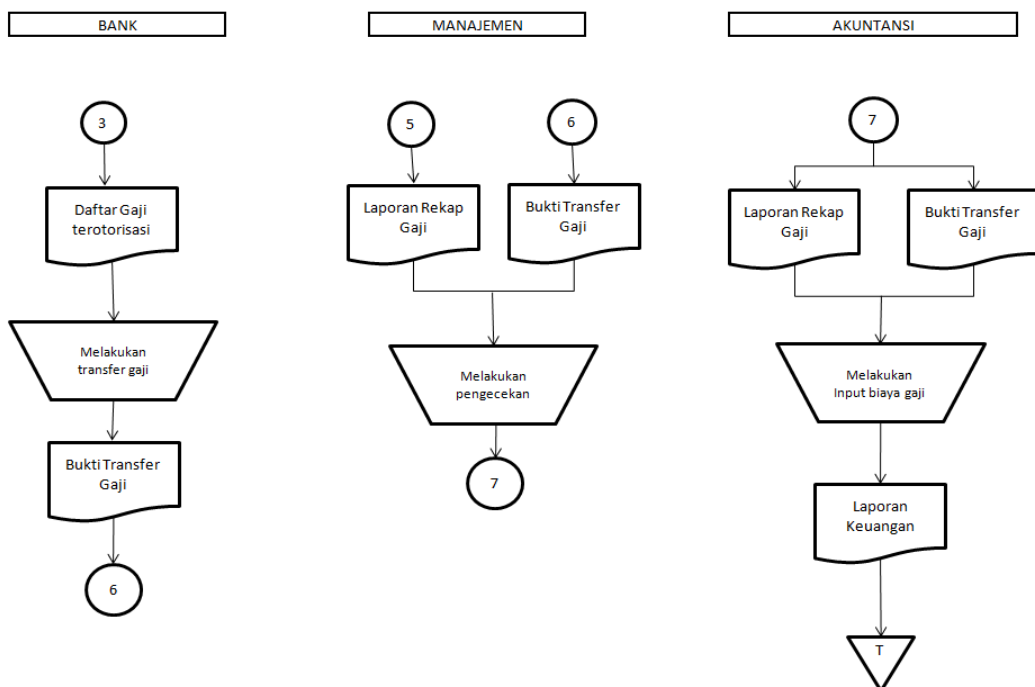 BANK
3
Daftar Gaji
terotorisasi
Melakukan
transfer gaji
Bukti Transfer
Gaji
6
MANAJEMEN
5
6
Laporan Rekap
Gaji
Bukti Transfer
Gaji
Melakukan
pengecekan
7
AKUNTANSI
7
Laporan Rekap
Gaji
Bukti Transfer
Gaji
Melakukan
Input biaya gaji
Laporan
Keuangan
T